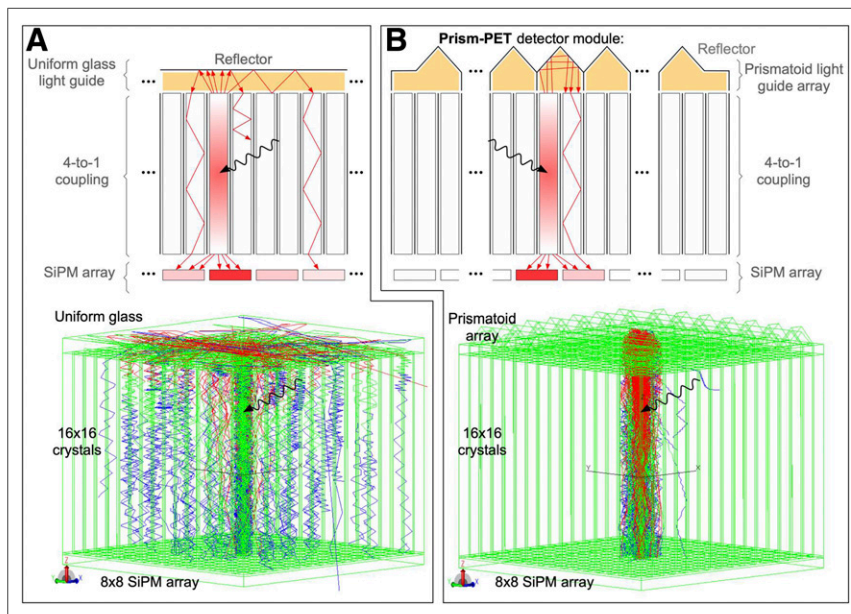 A
Uniform glass
light guide
Reflector
4-to-1
coupling
SiPM array
Uniform glass
16x16
crystals
8x8 SiPM array
B
Prism-PET detector module:
Reflector
Prismatoid light
guide array
4-to-1
coupling
SiPM array
Prismatoid
array
16x16
crystals
8x8 SiPM array